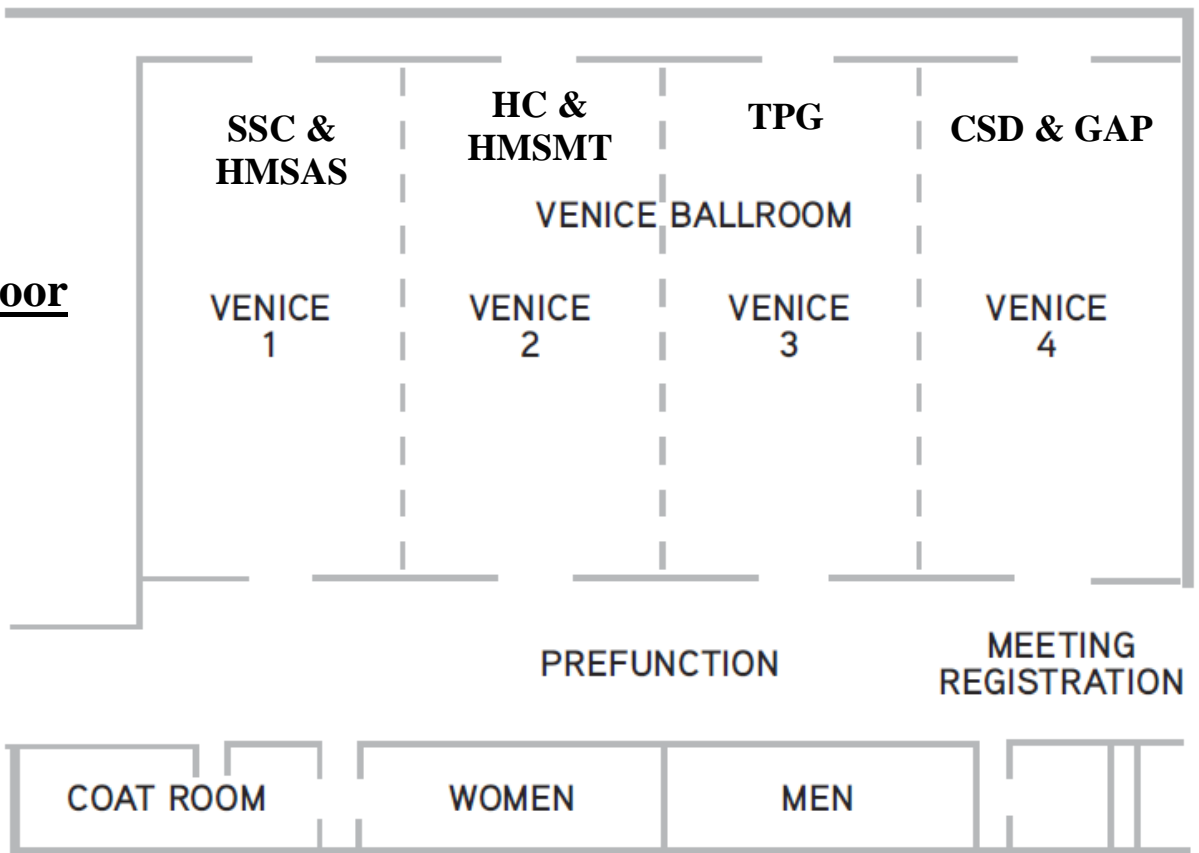 SSC &
HMSAS
HC &
HMSMT
TPG
CSD & GAP
VENICE BALLROOM
oor
VENICE
1
VENICE
2
VENICE
3
VENICE
4
PREFUNCTION
MEETING
REGISTRATION
COAT ROOM
WOMEN
MEN